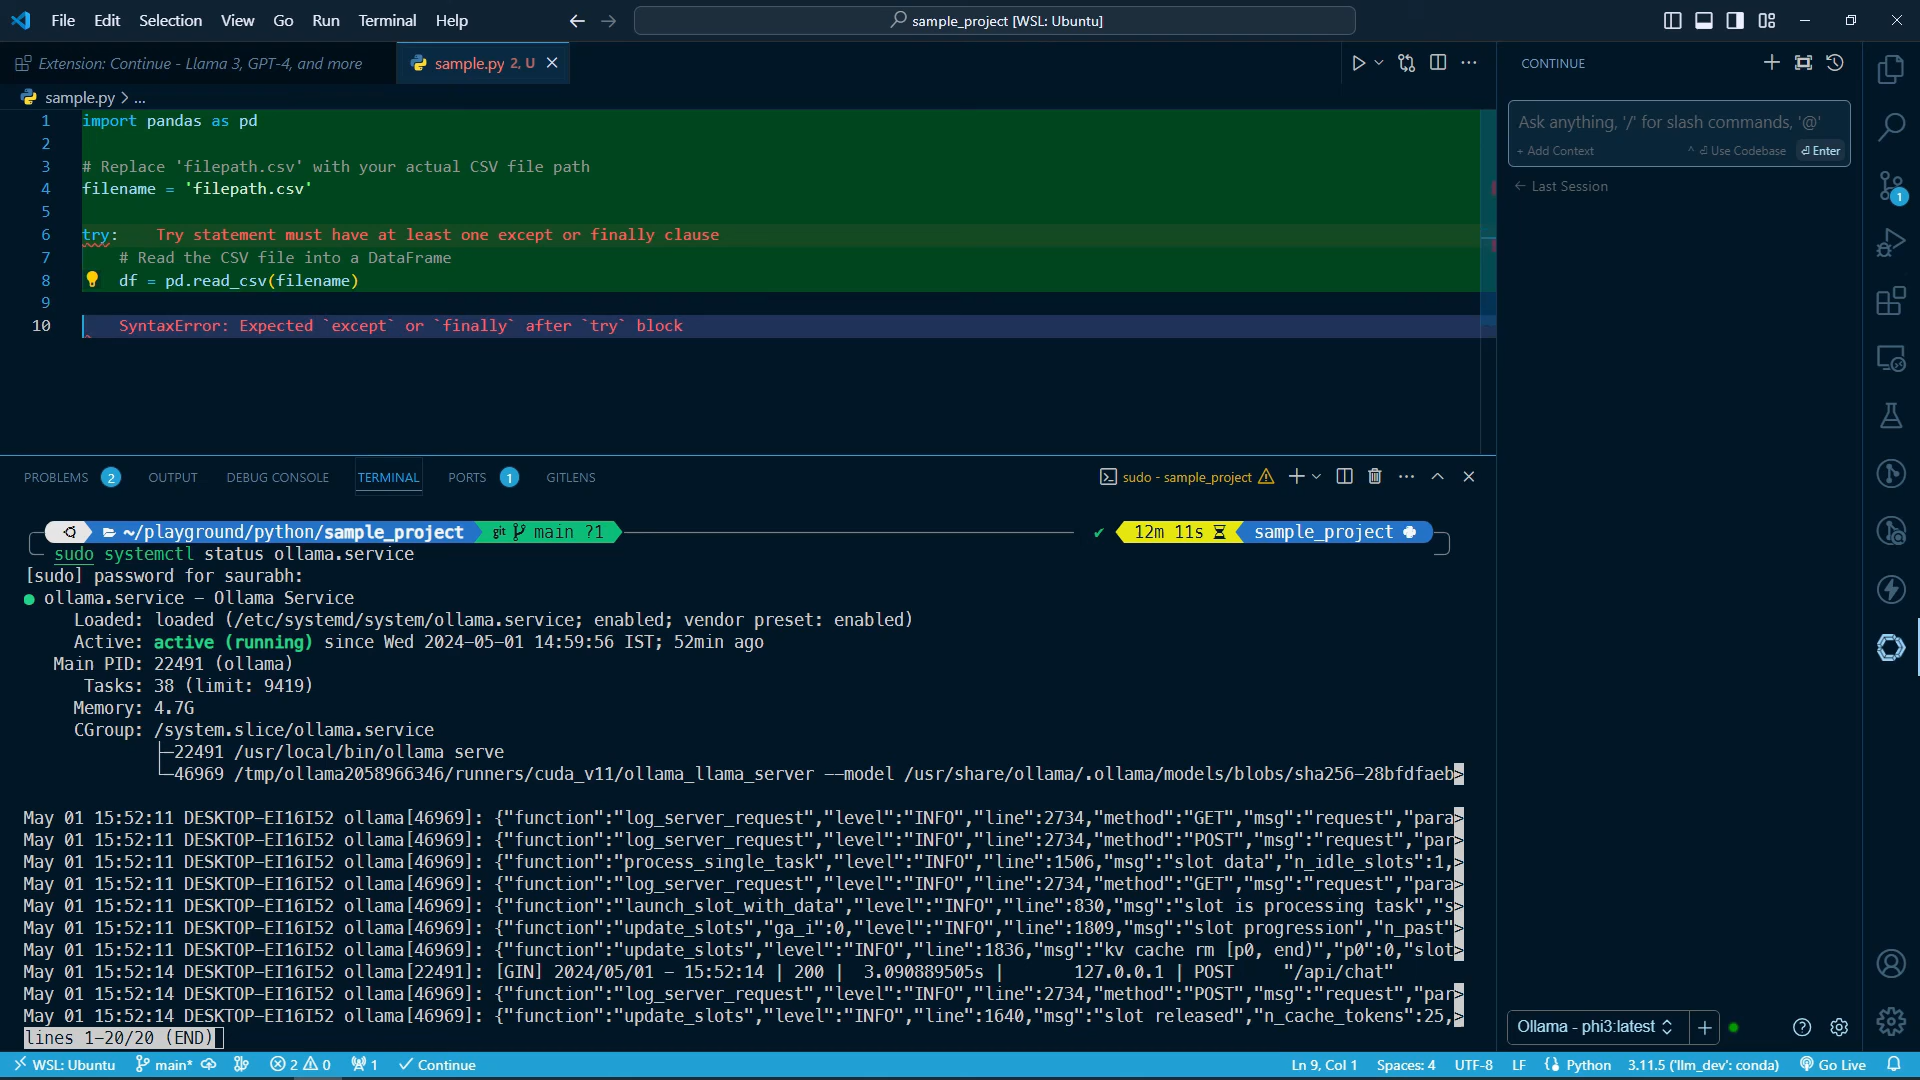 File Edit Selection View Go Run Terminal Help
sample_project [WSL: Ubuntu]
Extension: Continue - Llama 3, GPT-4, and more
sample.py 2, U
CONTINUE
sample.py > ...
1 import pandas as pd
2
3 # Replace 'filepath.csv' with your actual CSV file path
4 filename = 'filepath.csv'
5
6 try: Try statement must have at least one except or finally clause
7 # Read the CSV file into a DataFrame
8 df = pd.read_csv(filename)
9
10 SyntaxError: Expected `except` or `finally` after `try` block
Ask anything, '/' for slash commands, '@'
+ Add Context ^ ⏎ Use Codebase ⏎ Enter
← Last Session
1
PROBLEMS 2 OUTPUT DEBUG CONSOLE TERMINAL PORTS 1 GITLENS
sudo - sample_project
~/playground/python/sample_project git main ?1 ✔ 12m 11s sample_project
sudo systemctl status ollama.service
[sudo] password for saurabh:
● ollama.service - Ollama Service
Loaded: loaded (/etc/systemd/system/ollama.service; enabled; vendor preset: enabled)
Active: active (running) since Wed 2024-05-01 14:59:56 IST; 52min ago
Main PID: 22491 (ollama)
Tasks: 38 (limit: 9419)
Memory: 4.7G
CGroup: /system.slice/ollama.service
├─22491 /usr/local/bin/ollama serve
└─46969 /tmp/ollama2058966346/runners/cuda_v11/ollama_llama_server --model /usr/share/ollama/.ollama/models/blobs/sha256-28bfdfaeb>
May 01 15:52:11 DESKTOP-EI16I52 ollama[46969]: {"function":"log_server_request","level":"INFO","line":2734,"method":"GET","msg":"request","para>
May 01 15:52:11 DESKTOP-EI16I52 ollama[46969]: {"function":"log_server_request","level":"INFO","line":2734,"method":"POST","msg":"request","par>
May 01 15:52:11 DESKTOP-EI16I52 ollama[46969]: {"function":"process_single_task","level":"INFO","line":1506,"msg":"slot data","n_idle_slots":1,>
May 01 15:52:11 DESKTOP-EI16I52 ollama[46969]: {"function":"log_server_request","level":"INFO","line":2734,"method":"GET","msg":"request","para>
May 01 15:52:11 DESKTOP-EI16I52 ollama[46969]: {"function":"launch_slot_with_data","level":"INFO","line":830,"msg":"slot is processing task","s>
May 01 15:52:11 DESKTOP-EI16I52 ollama[46969]: {"function":"update_slots","ga_i":0,"level":"INFO","line":1809,"msg":"slot progression","n_past">
May 01 15:52:11 DESKTOP-EI16I52 ollama[46969]: {"function":"update_slots","level":"INFO","line":1836,"msg":"kv cache rm [p0, end)","p0":0,"slot>
May 01 15:52:14 DESKTOP-EI16I52 ollama[22491]: [GIN] 2024/05/01 - 15:52:14 | 200 | 3.090889505s | 127.0.0.1 | POST "/api/chat"
May 01 15:52:14 DESKTOP-EI16I52 ollama[46969]: {"function":"log_server_request","level":"INFO","line":2734,"method":"POST","msg":"request","par>
May 01 15:52:14 DESKTOP-EI16I52 ollama[46969]: {"function":"update_slots","level":"INFO","line":1640,"msg":"slot released","n_cache_tokens":25,>
lines 1-20/20 (END)
Ollama - phi3:latest
WSL: Ubuntu main* 2 0 1 Continue Ln 9, Col 1 Spaces: 4 UTF-8 LF Python 3.11.5 ('llm_dev': conda) Go Live